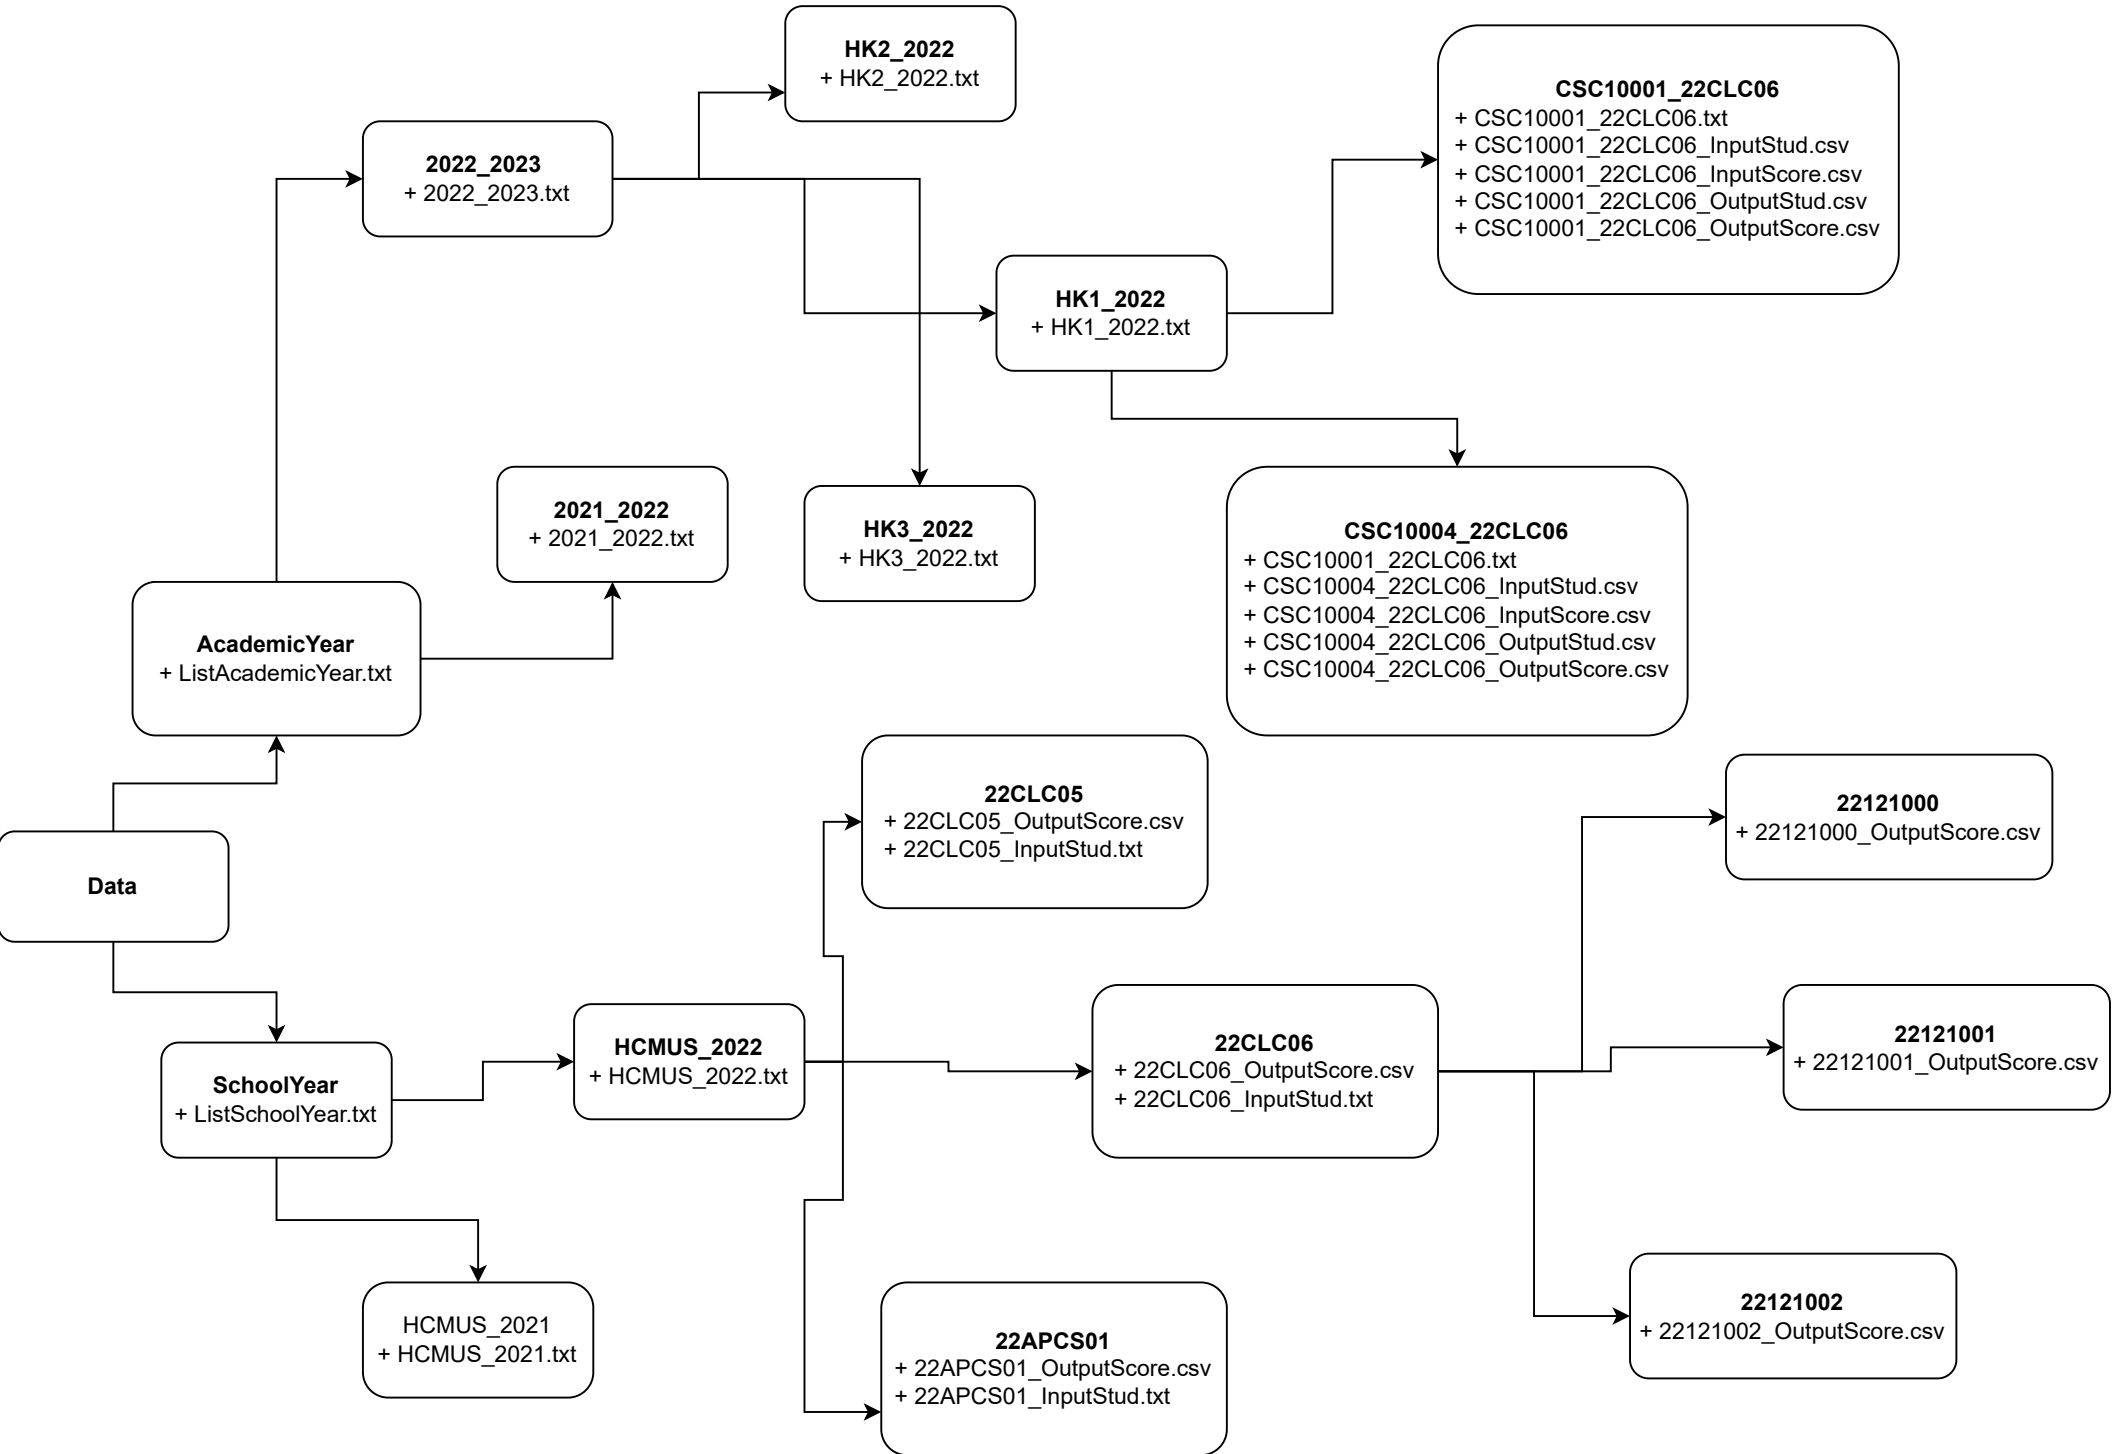 HK2_2022
+ HK2_2022.txt
CSC10001_22CLC06
+ CSC10001_22CLC06.txt
+ CSC10001_22CLC06_InputStud.csv
+ CSC10001_22CLC06_InputScore.csv
+ CSC10001_22CLC06_OutputStud.csv
+ CSC10001_22CLC06_OutputScore.csv
2022_2023
+ 2022_2023.txt
HK1_2022
+ HK1_2022.txt
2021_2022
+ 2021_2022.txt
HK3_2022
+ HK3_2022.txt
CSC10004_22CLC06
+ CSC10001_22CLC06.txt
+ CSC10004_22CLC06_InputStud.csv
+ CSC10004_22CLC06_InputScore.csv
+ CSC10004_22CLC06_OutputStud.csv
+ CSC10004_22CLC06_OutputScore.csv
AcademicYear
+ ListAcademicYear.txt
22CLC05
+ 22CLC05_OutputScore.csv
+ 22CLC05_InputStud.txt
22121000
+ 22121000_OutputScore.csv
Data
HCMUS_2022
+ HCMUS_2022.txt
22CLC06
+ 22CLC06_OutputScore.csv
+ 22CLC06_InputStud.txt
22121001
+ 22121001_OutputScore.csv
SchoolYear
+ ListSchoolYear.txt
HCMUS_2021
+ HCMUS_2021.txt
22APCS01
+ 22APCS01_OutputScore.csv
+ 22APCS01_InputStud.txt
22121002
+ 22121002_OutputScore.csv